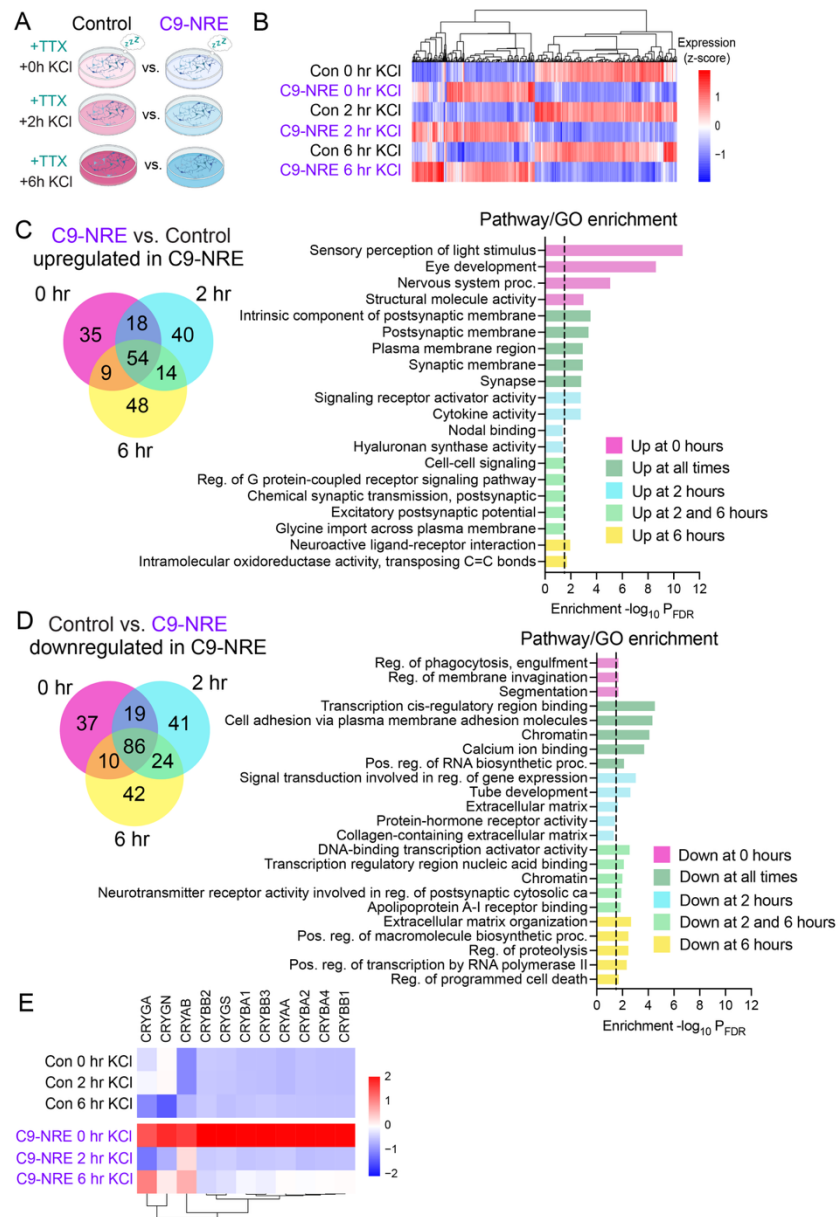 A
Control
C9-NRE
+TTX
+0h KCl
zzz
vs.
zzz
+TTX
+2h KCl
vs.
+TTX
+6h KCl
vs.
B
Con 0 hr KCl
C9-NRE 0 hr KCl
Con 2 hr KCl
C9-NRE 2 hr KCl
Con 6 hr KCl
C9-NRE 6 hr KCl
Expression
(z-score)
1
0
−1
C
C9-NRE vs. Control
upregulated in C9-NRE
0 hr
2 hr
35
18
40
54
9
14
48
6 hr
Pathway/GO enrichment
Sensory perception of light stimulus
Eye development
Nervous system proc.
Structural molecule activity
Intrinsic component of postsynaptic membrane
Postsynaptic membrane
Plasma membrane region
Synaptic membrane
Synapse
Signaling receptor activator activity
Cytokine activity
Nodal binding
Hyaluronan synthase activity
Cell-cell signaling
Reg. of G protein-coupled receptor signaling pathway
Chemical synaptic transmission, postsynaptic
Excitatory postsynaptic potential
Glycine import across plasma membrane
Neuroactive ligand-receptor interaction
Intramolecular oxidoreductase activity, transposing C=C bonds
Up at 0 hours
Up at all times
Up at 2 hours
Up at 2 and 6 hours
Up at 6 hours
0 2 4 6 8 10 12
Enrichment -log10 PFDR
D
Control vs. C9-NRE
downregulated in C9-NRE
0 hr
2 hr
37
19
41
86
10
24
42
6 hr
Pathway/GO enrichment
Reg. of phagocytosis, engulfment
Reg. of membrane invagination
Segmentation
Transcription cis-regulatory region binding
Cell adhesion via plasma membrane adhesion molecules
Chromatin
Calcium ion binding
Pos. reg. of RNA biosynthetic proc.
Signal transduction involved in reg. of gene expression
Tube development
Extracellular matrix
Protein-hormone receptor activity
Collagen-containing extracellular matrix
DNA-binding transcription activator activity
Transcription regulatory region nucleic acid binding
Chromatin
Neurotransmitter receptor activity involved in reg. of postsynaptic cytosolic ca
Apolipoprotein A-I receptor binding
Extracellular matrix organization
Pos. reg. of macromolecule biosynthetic proc.
Reg. of proteolysis
Pos. reg. of transcription by RNA polymerase II
Reg. of programmed cell death
Down at 0 hours
Down at all times
Down at 2 hours
Down at 2 and 6 hours
Down at 6 hours
0 2 4 6 8 10 12
Enrichment -log10 PFDR
E
CRYGA
CRYGN
CRYAB
CRYBB2
CRYGS
CRYBA1
CRYBB3
CRYAA
CRYBA2
CRYBA4
CRYBB1
Con 0 hr KCl
Con 2 hr KCl
Con 6 hr KCl
C9-NRE 0 hr KCl
C9-NRE 2 hr KCl
C9-NRE 6 hr KCl
2
1
0
−1
−2